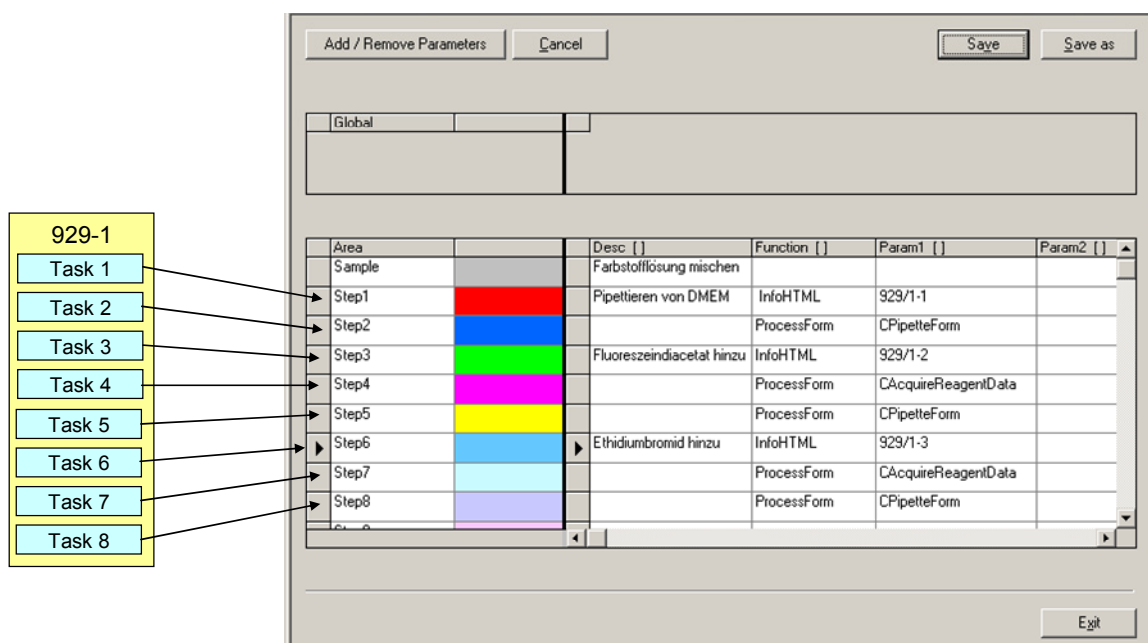 Add / Remove Parameters Cancel Save Save as
Global
929-1
Task 1
Task 2
Task 3
Task 4
Task 5
Task 6
Task 7
Task 8
Area Desc [ ] Function [ ] Param1 [ ] Param2 [ ]
Sample Farbstofflösung mischen
Step1 Pipettieren von DMEM InfoHTML 929/1-1
Step2 ProcessForm CPipetteForm
Step3 Fluoreszeindiacetat hinzu InfoHTML 929/1-2
Step4 ProcessForm CAcquireReagentData
Step5 ProcessForm CPipetteForm
Step6 Ethidiumbromid hinzu InfoHTML 929/1-3
Step7 ProcessForm CAcquireReagentData
Step8 ProcessForm CPipetteForm
Exit